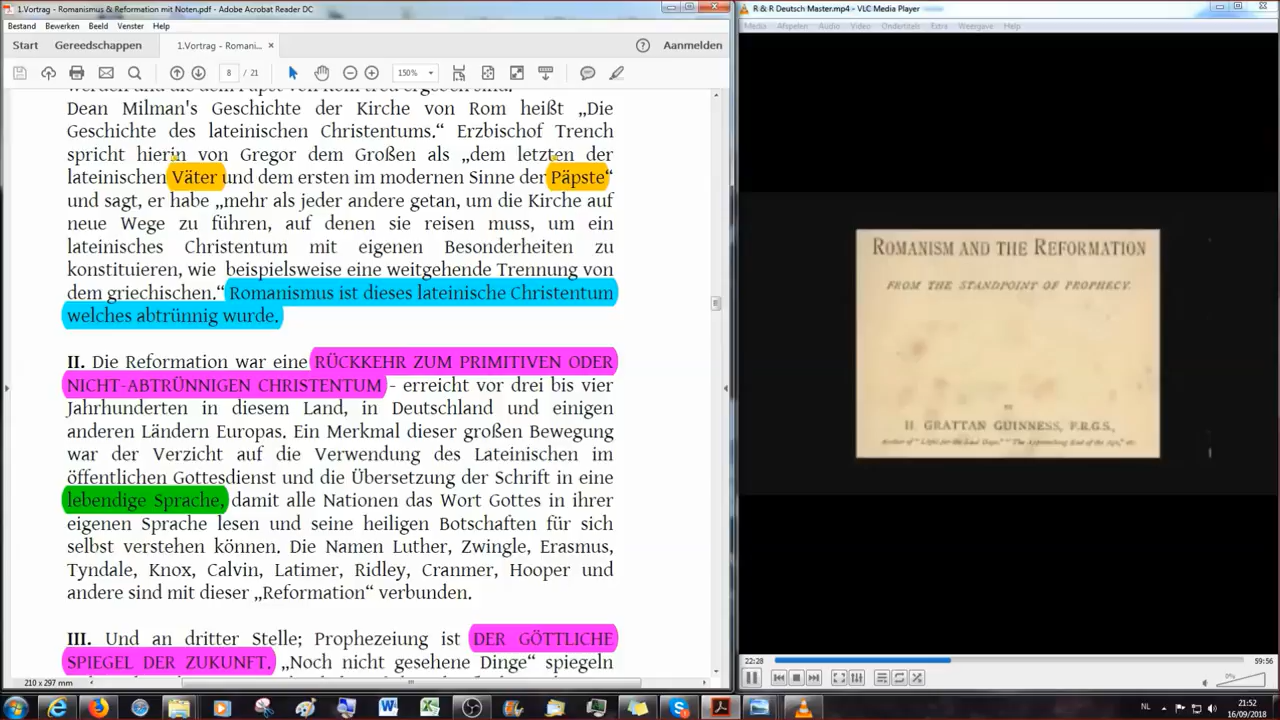 1.Vortrag - Romanismus & Reformation mit Noten.pdf - Adobe Acrobat Reader DC
Bestand Bewerken Beeld Venster Help
Start Gereedschappen 1.Vortrag - Romani... × Aanmelden
8 / 21 150%
Dean Milman's Geschichte der Kirche von Rom heißt „Die
Geschichte des lateinischen Christentums.“ Erzbischof Trench
spricht hierin von Gregor dem Großen als „dem letzten der
lateinischen Väter und dem ersten im modernen Sinne der Päpste“
und sagt, er habe „mehr als jeder andere getan, um die Kirche auf
neue Wege zu führen, auf denen sie reisen muss, um ein
lateinisches Christentum mit eigenen Besonderheiten zu
konstituieren, wie beispielsweise eine weitgehende Trennung von
dem griechischen.“ Romanismus ist dieses lateinische Christentum
welches abtrünnig wurde.
II. Die Reformation war eine RÜCKKEHR ZUM PRIMITIVEN ODER
NICHT-ABTRÜNNIGEN CHRISTENTUM - erreicht vor drei bis vier
Jahrhunderten in diesem Land, in Deutschland und einigen
anderen Ländern Europas, Ein Merkmal dieser großen Bewegung
war der Verzicht auf die Verwendung des Lateinischen im
öffentlichen Gottesdienst und die Übersetzung der Schrift in eine
lebendige Sprache, damit alle Nationen das Wort Gottes in ihrer
eigenen Sprache lesen und seine heiligen Botschaften für sich
selbst verstehen können. Die Namen Luther, Zwingle, Erasmus,
Tyndale, Knox, Calvin, Latimer, Ridley, Cranmer, Hooper und
andere sind mit dieser „Reformation“ verbunden.
III. Und an dritter Stelle; Prophezeiung ist DER GÖTTLICHE
SPIEGEL DER ZUKUNFT. „Noch nicht gesehene Dinge“ spiegeln
210 x 297 mm
R & R Deutsch Master.mp4 - VLC Media Player
Media Afspelen Audio Video Ondertitels Extra Weergave Help
ROMANISM AND THE REFORMATION
FROM THE STANDPOINT OF PROPHECY.
BY
H. GRATTAN GUINNESS, F.R.G.S.,
22:28 59:56
0%
NL 21:52
16/09/2018